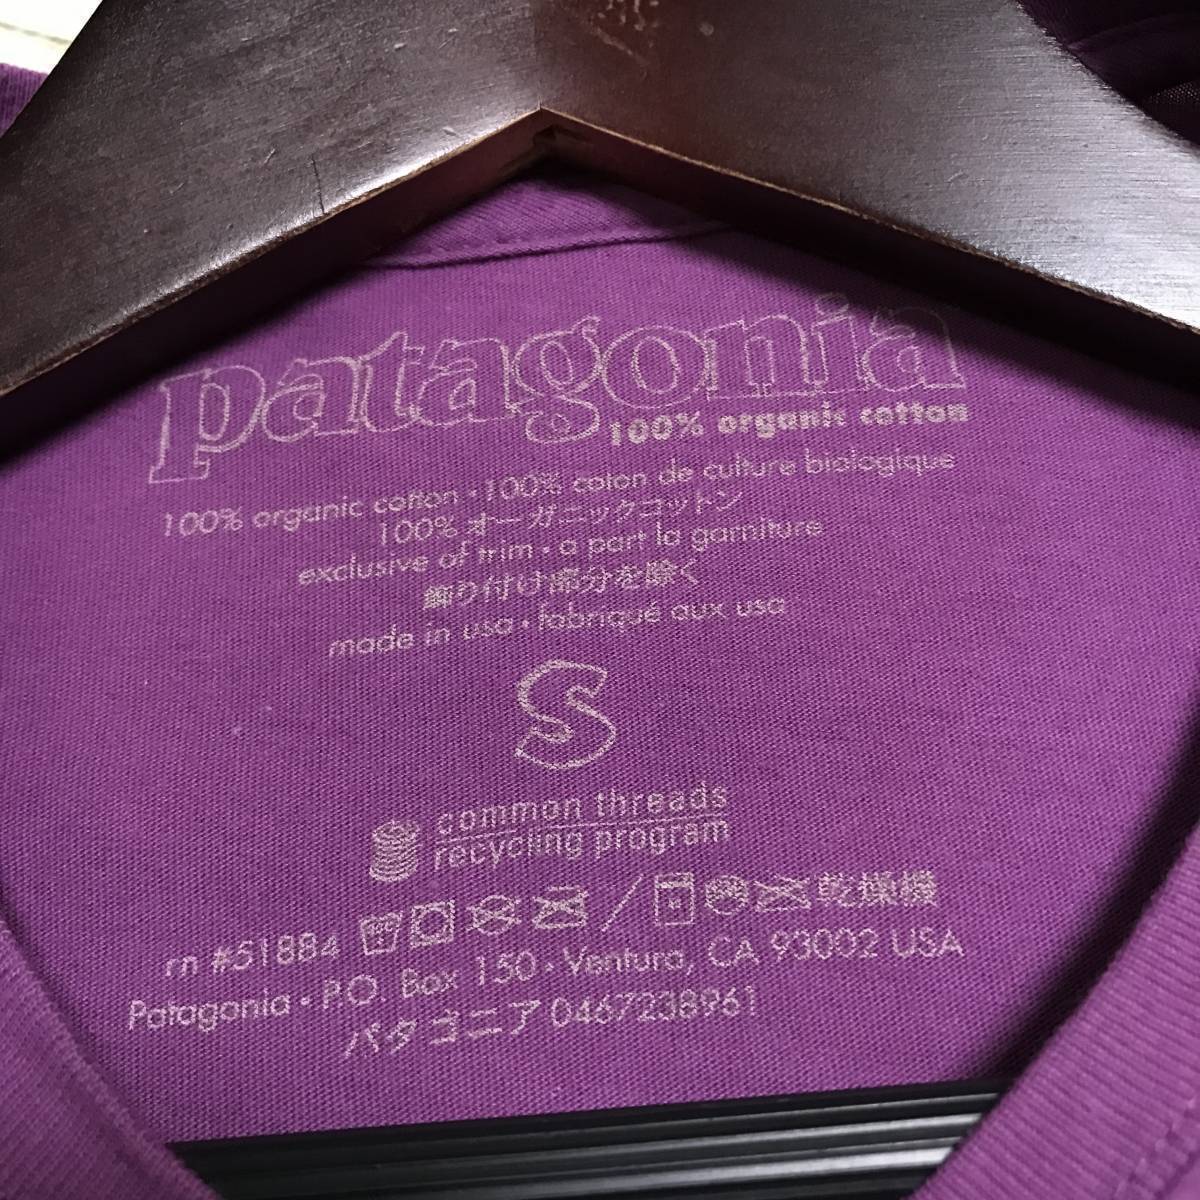 patagonia
100% organic cotton
100% organic cotton • 100% coton de culture biologique
100% オーガニックコットン
exclusive of trim • a part la garniture
飾り付け部分を除く
made in usa • fabriqué aux usa
S
common threads
recycling program
rn #51884 / 乾燥機
Patagonia • P.O. Box 150 • Ventura, CA 93002 USA
パタゴニア 0467238961